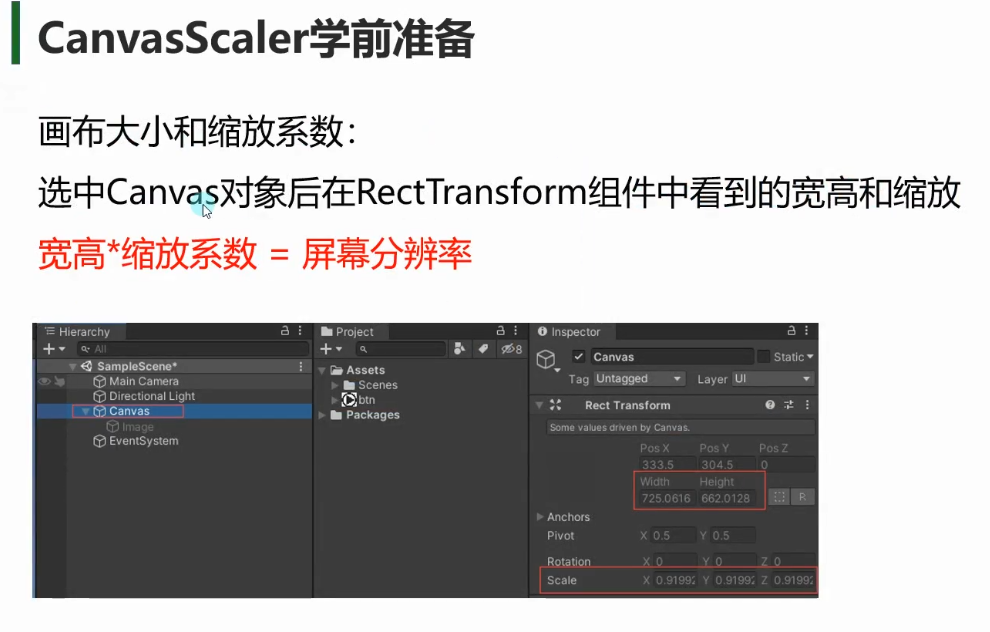 CanvasScaler学前准备
画布大小和缩放系数：
选中Canvas对象后在RectTransform组件中看到的宽高和缩放
宽高*缩放系数 = 屏幕分辨率
Hierarchy
All
SampleScene*
Main Camera
Directional Light
Canvas
Image
EventSystem
Project
8
Assets
Scenes
btn
Packages
Inspector
Canvas Static
Tag Untagged Layer UI
Rect Transform
Some values driven by Canvas.
Pos X Pos Y Pos Z
333.5 304.5 0
Width Height
725.0616 662.0128 R
Anchors
Pivot X 0.5 Y 0.5
Rotation X 0 Y 0 Z 0
Scale X 0.91992 Y 0.91992 Z 0.91992